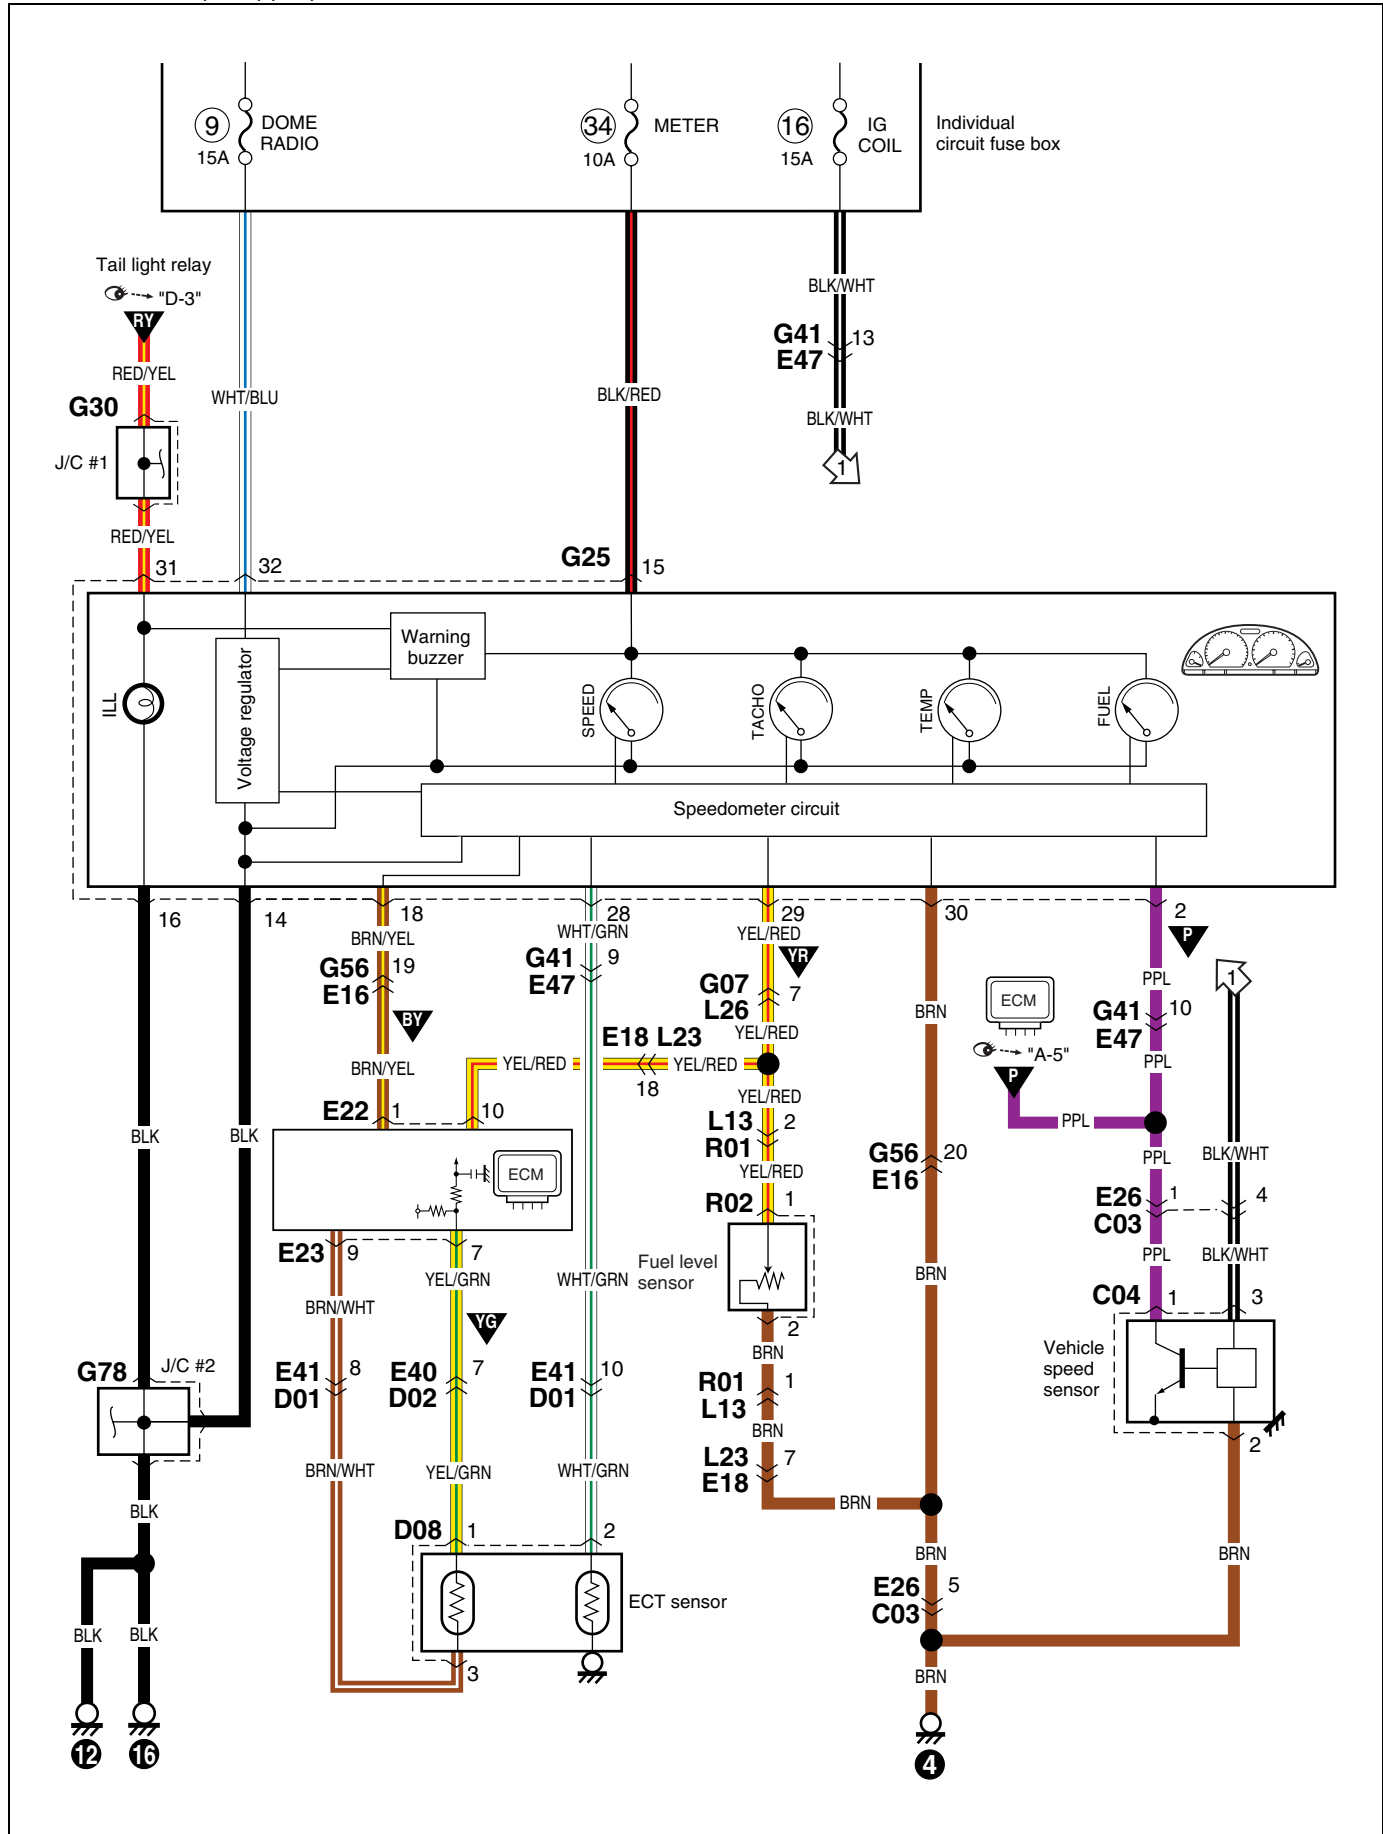 9
DOME
RADIO
15A
34
METER
10A
16
IG
COIL
15A
Individual
circuit fuse box
Tail light relay
"D-3"
RY
RED/YEL
WHT/BLU
BLK/RED
BLK/WHT
G41
13
E47
BLK/WHT
1
G30
J/C #1
RED/YEL
31
32
G25
15
Warning
buzzer
Voltage regulator
ILL
SPEED
TACHO
TEMP
FUEL
Speedometer circuit
16
14
18
28
29
30
2
BRN/YEL
WHT/GRN
YEL/RED
YR
P
G56
19
E16
G41
9
E47
G07
7
L26
ECM
"A-5"
P
BRN
PPL
1
G41
10
E47
BY
YEL/RED
E18 L23
YEL/RED
18
YEL/RED
BRN/YEL
YEL/RED
PPL
PPL
E22
1
10
ECM
L13
2
R01
YEL/RED
BLK
BLK
G56
20
E16
PPL
BLK/WHT
E26
1
4
C03
R02
1
Fuel level
sensor
2
E23
9
7
BRN/WHT
YEL/GRN
WHT/GRN
BRN
PPL
BLK/WHT
C04
1
3
Vehicle
speed
sensor
2
YG
G78
J/C #2
E41
8
D01
E40
7
D02
E41
10
D01
BRN
R01
1
L13
BRN
L23
7
E18
BRN
BRN/WHT
YEL/GRN
WHT/GRN
BLK
D08
1
2
ECT sensor
3
BRN
BRN
E26
5
C03
BRN
BLK
BLK
12
16
4